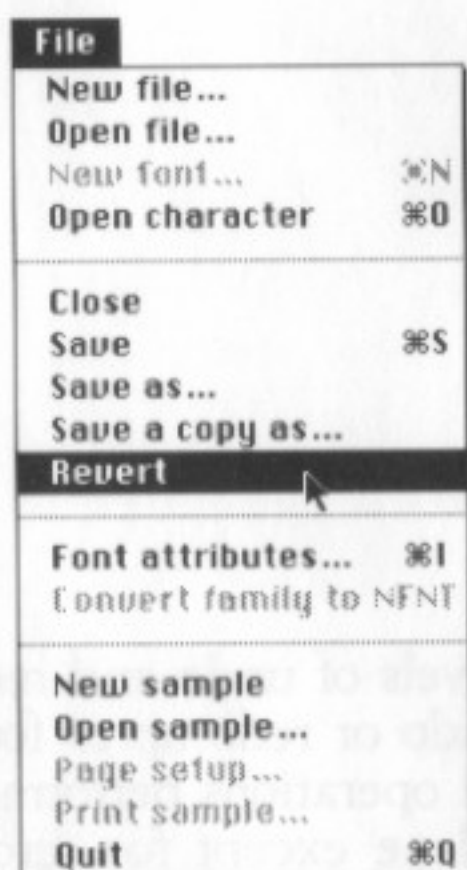 File
New file...
Open file...
New font... ⌘N
Open character ⌘O
Close
Save ⌘S
Save as...
Save a copy as...
Revert
Font attributes... ⌘I
Convert family to NFNT
New sample
Open sample...
Page setup...
Print sample...
Quit ⌘Q